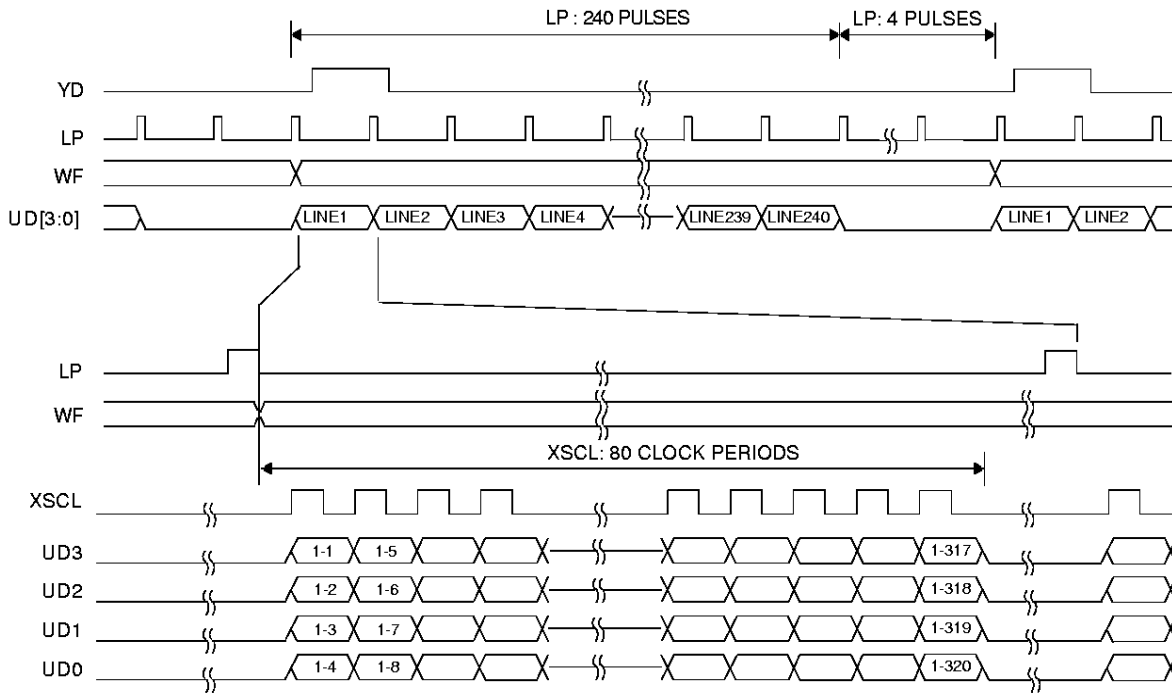 LP : 240 PULSES
LP: 4 PULSES
YD
LP
WF
UD[3:0]
LINE1 LINE2 LINE3 LINE4 LINE239 LINE240 LINE1 LINE2
LP
WF
XSCL: 80 CLOCK PERIODS
XSCL
UD3 1-1 1-5 1-317
UD2 1-2 1-6 1-318
UD1 1-3 1-7 1-319
UD0 1-4 1-8 1-320